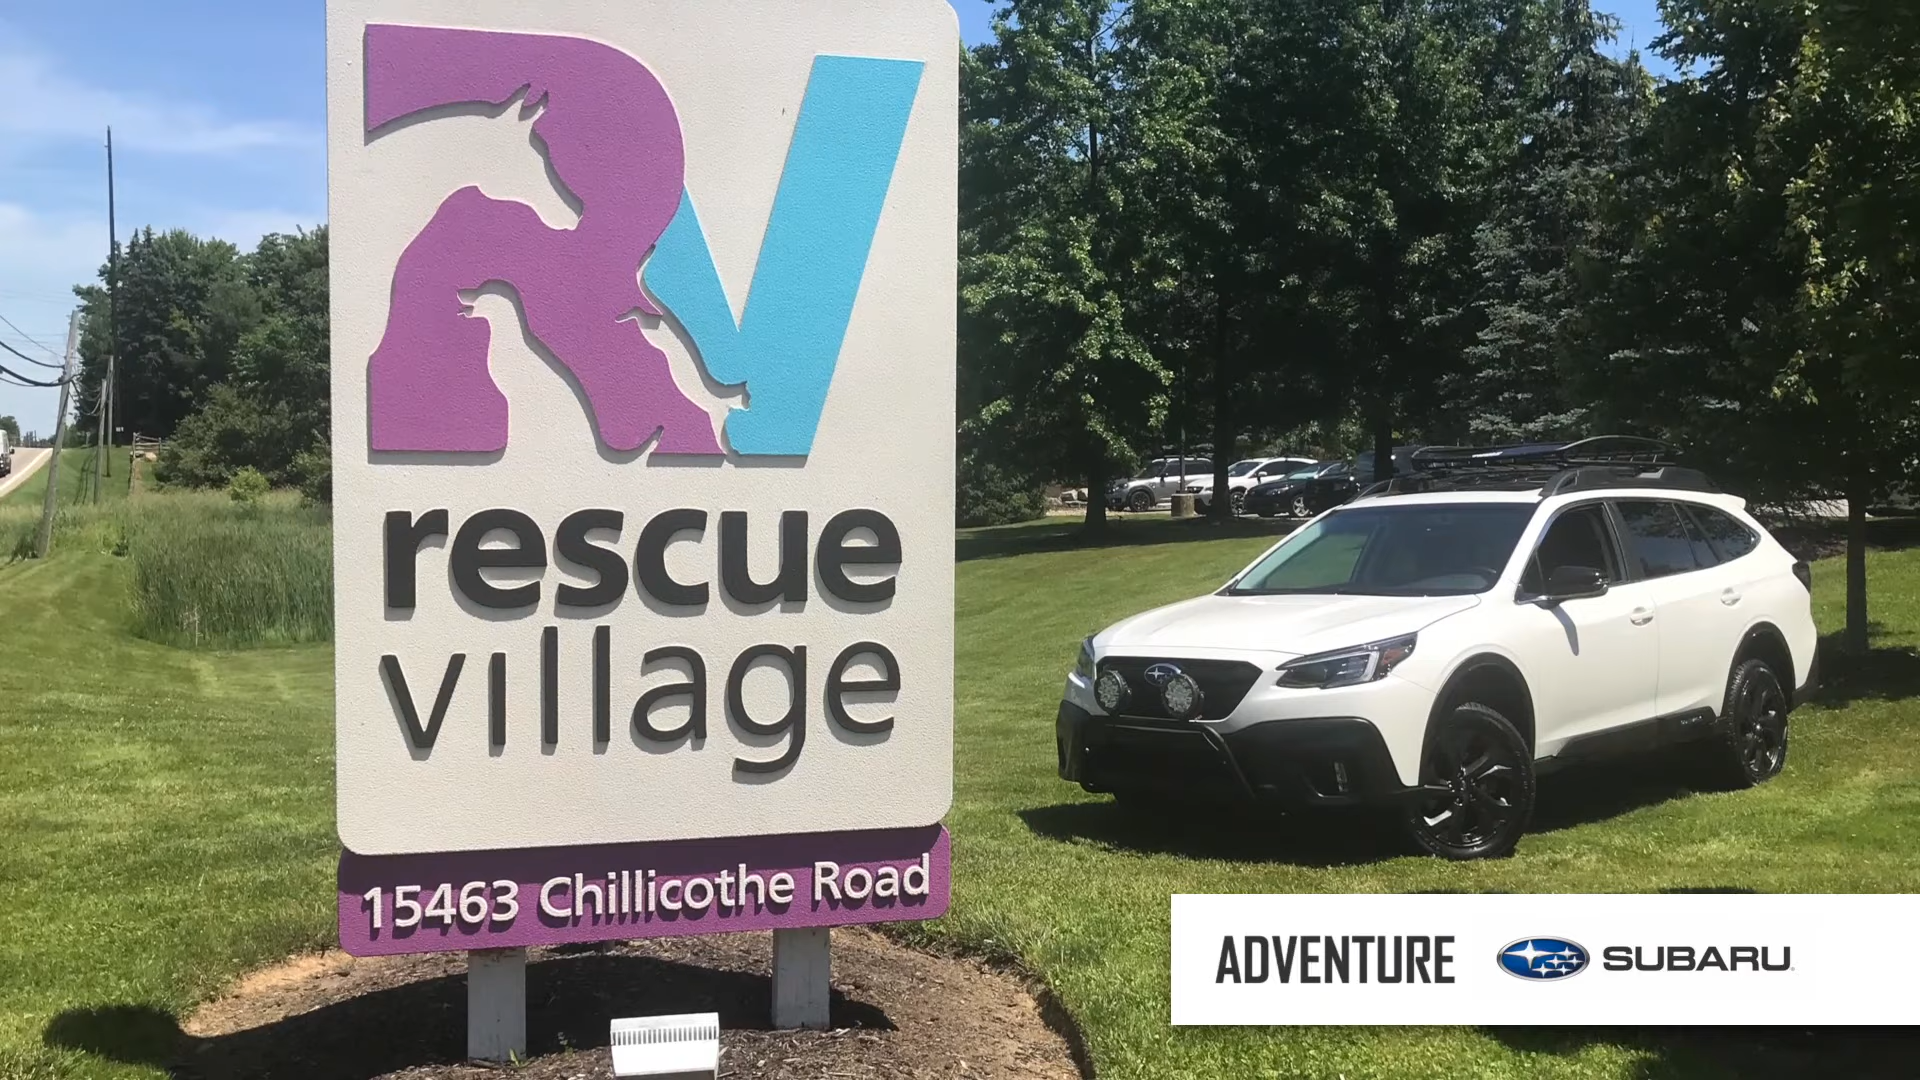 RV
rescue
village
15463 Chillicothe Road
ADVENTURE SUBARU